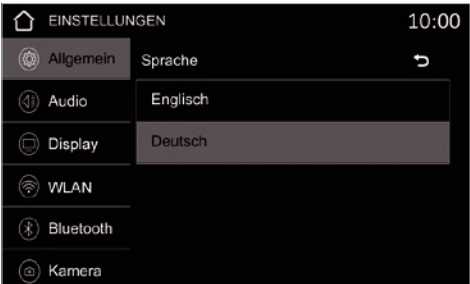 EINSTELLUNGEN 10:00
Allgemein
Audio
Display
WLAN
Bluetooth
Kamera
Sprache
Englisch
Deutsch